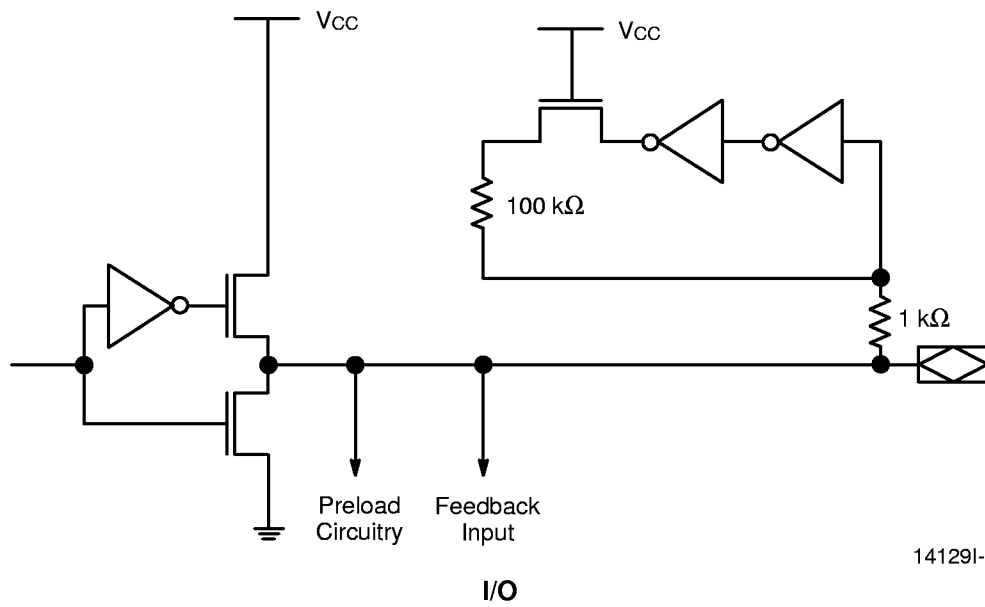 VCC
VCC
100 kΩ
1 kΩ
Preload
Circuitry
Feedback
Input
14129I-
I/O